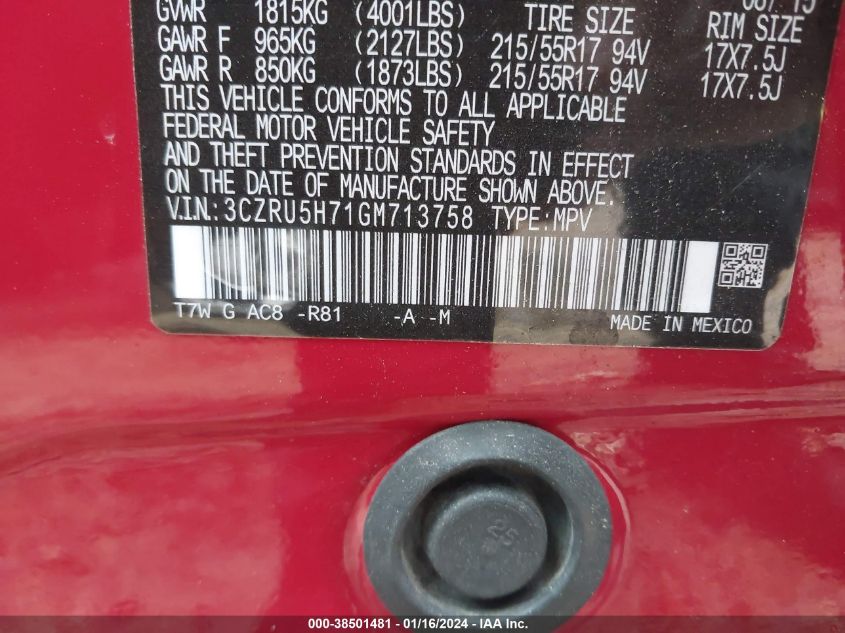 TIRE SIZE RIM SIZE
GVWR 1815KG (4001LBS)
GAWR F 965KG (2127LBS) 215/55R17 94V 17X7.5J
GAWR R 850KG (1873LBS) 215/55R17 94V 17X7.5J
THIS VEHICLE CONFORMS TO ALL APPLICABLE
FEDERAL MOTOR VEHICLE SAFETY
AND THEFT PREVENTION STANDARDS IN EFFECT
ON THE DATE OF MANUFACTURE SHOWN ABOVE.
V.I.N.:3CZRU5H71GM713758 TYPE:MPV
T7W G AC8 -R81 -A -M
MADE IN MEXICO
25
000-38501481 - 01/16/2024 - IAA, Inc.